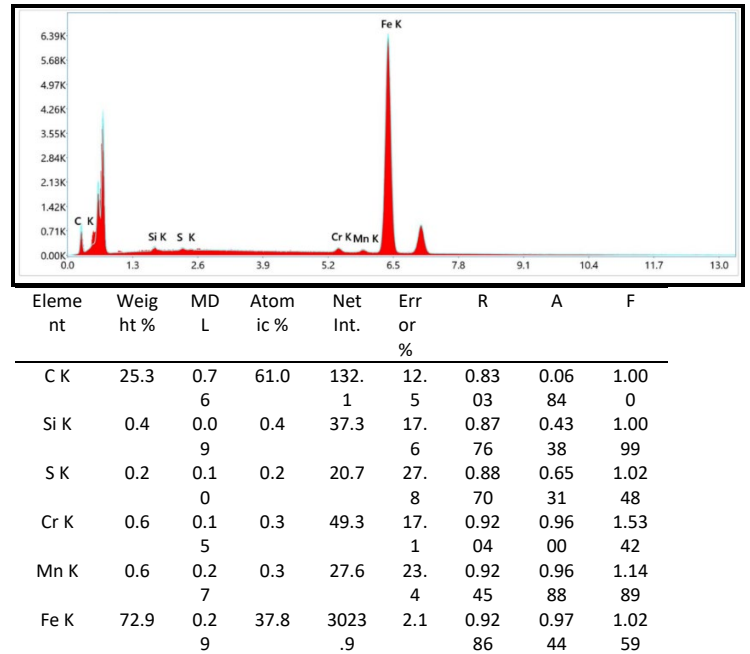 Fe K
6.39K
5.68K
4.97K
4.26K
3.55K
2.84K
2.13K
1.42K
0.71K
0.00K
C K
Si K S K
Cr K Mn K
0.0 1.3 2.6 3.9 5.2 6.5 7.8 9.1 10.4 11.7 13.0
Eleme Weig MD Atom Net Err R A F
nt ht % L ic % Int. or
%
C K 25.3 0.7 61.0 132. 12. 0.83 0.06 1.00
6 1 5 03 84 0
Si K 0.4 0.0 0.4 37.3 17. 0.87 0.43 1.00
9 6 76 38 99
S K 0.2 0.1 0.2 20.7 27. 0.88 0.65 1.02
0 8 70 31 48
Cr K 0.6 0.1 0.3 49.3 17. 0.92 0.96 1.53
5 1 04 00 42
Mn K 0.6 0.2 0.3 27.6 23. 0.92 0.96 1.14
7 4 45 88 89
Fe K 72.9 0.2 37.8 3023 2.1 0.92 0.97 1.02
9 .9 86 44 59